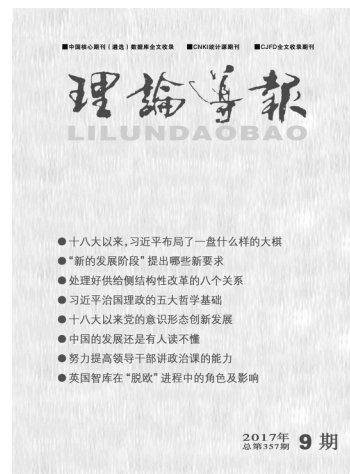 ■中国核心期刊（遴选）数据库全文收录 ■CNKI统计源期刊 ■CJFD全文收录期刊
理論导報
LILUNDAOBAO
●十八大以来，习近平布局了一盘什么样的大棋
●“新的发展阶段”提出哪些新要求
●处理好供给侧结构性改革的八个关系
●习近平治国理政的五大哲学基础
●十八大以来党的意识形态创新发展
●中国的发展还是有人读不懂
●努力提高领导干部讲政治课的能力
●英国智库在“脱欧”进程中的角色及影响
2017年
总第357期 9 期